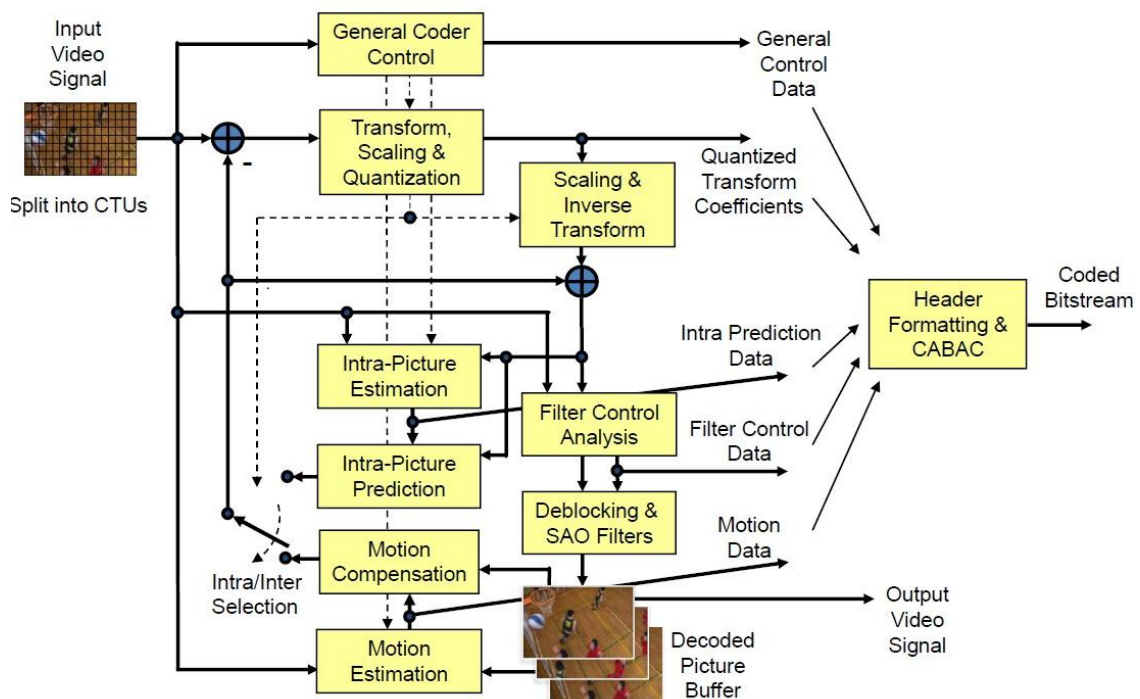 Input
Video
Signal
General Coder
Control
General
Control
Data
Transform,
Scaling &
Quantization
-
Quantized
Transform
Coefficients
Split into CTUs
Scaling &
Inverse
Transform
Header
Formatting &
CABAC
Coded
Bitstream
Intra Prediction
Data
Intra-Picture
Estimation
Filter Control
Analysis
Filter Control
Data
Intra-Picture
Prediction
Deblocking &
SAO Filters
Motion
Data
Motion
Compensation
Intra/Inter
Selection
Output
Video
Signal
Motion
Estimation
Decoded
Picture
Buffer